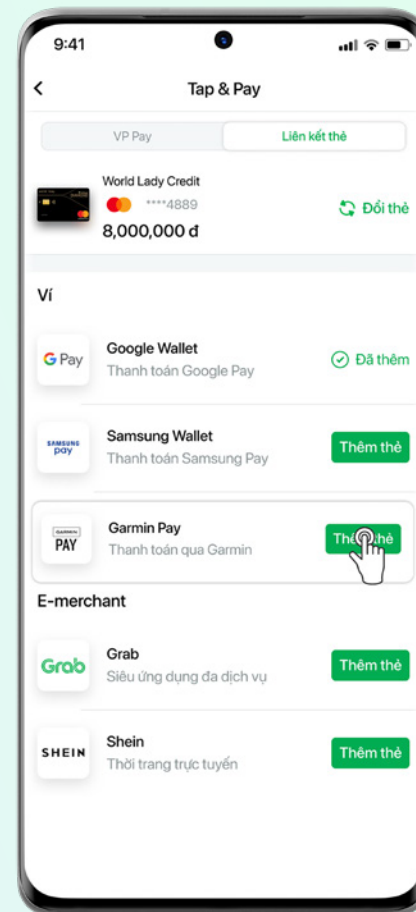 9:41
Tap & Pay
VP Pay
Liên kết thẻ
World Lady Credit
****4889
Đổi thẻ
8,000,000 đ
Ví
G Pay
Google Wallet
Thanh toán Google Pay
Đã thêm
SAMSUNG
pay
Samsung Wallet
Thanh toán Samsung Pay
Thêm thẻ
GARMIN
PAY
Garmin Pay
Thanh toán qua Garmin
E-merchant
Grab
Grab
Siêu ứng dụng đa dịch vụ
Thêm thẻ
SHEIN
Shein
Thời trang trực tuyến
Thêm thẻ